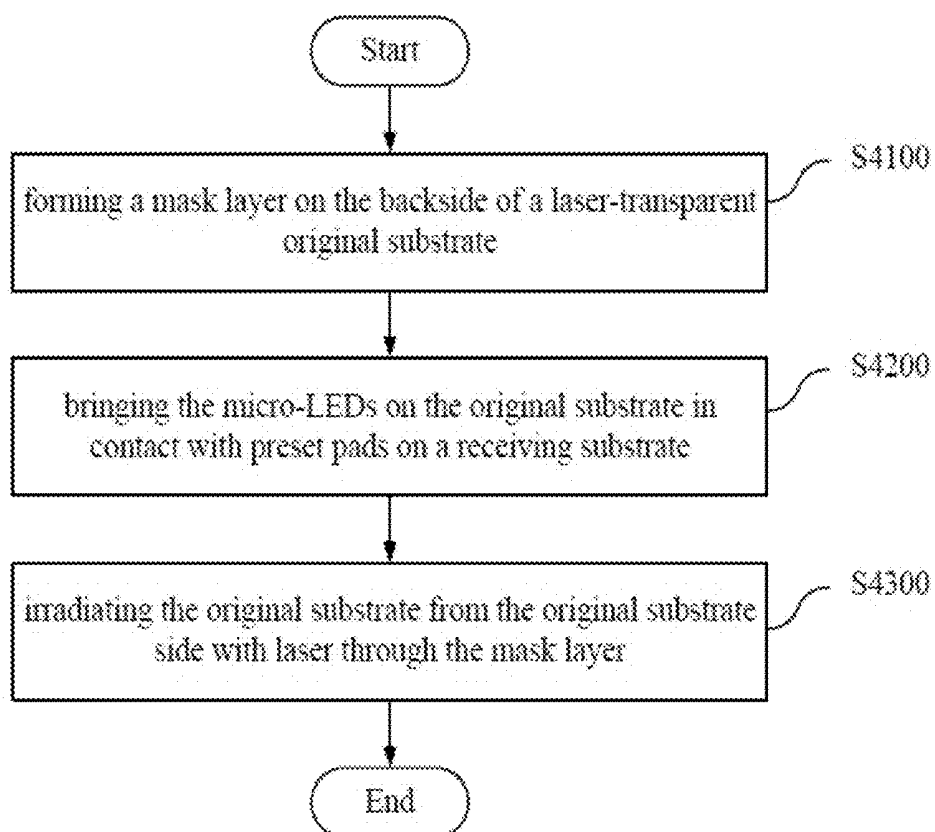 Start
S4100
forming a mask layer on the backside of a laser-transparent
original substrate
S4200
bringing the micro-LEDs on the original substrate in
contact with preset pads on a receiving substrate
S4300
irradiating the original substrate from the original substrate
side with laser through the mask layer
End